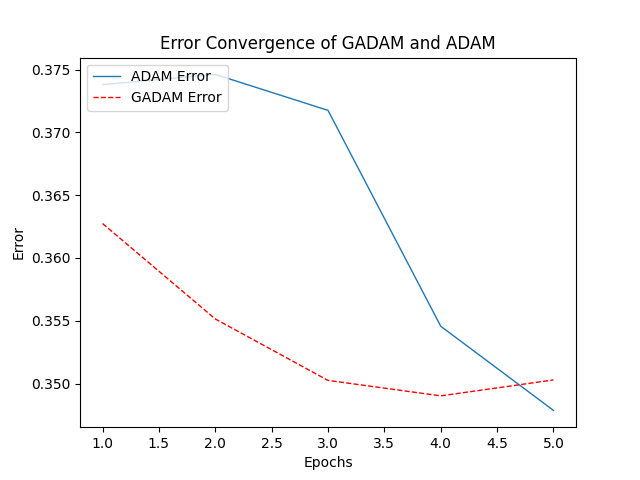 Error Convergence of GADAM and ADAM
ADAM Error
GADAM Error
0.375
0.370
0.365
0.360
0.355
0.350
Error
1.0 1.5 2.0 2.5 3.0 3.5 4.0 4.5 5.0
Epochs